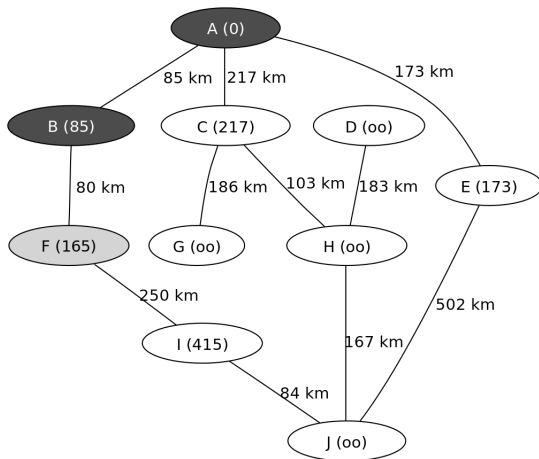 A (0)
85 km
217 km
173 km
B (85)
C (217)
D (oo)
80 km
186 km
103 km
183 km
E (173)
F (165)
G (oo)
H (oo)
250 km
502 km
I (415)
167 km
84 km
J (oo)